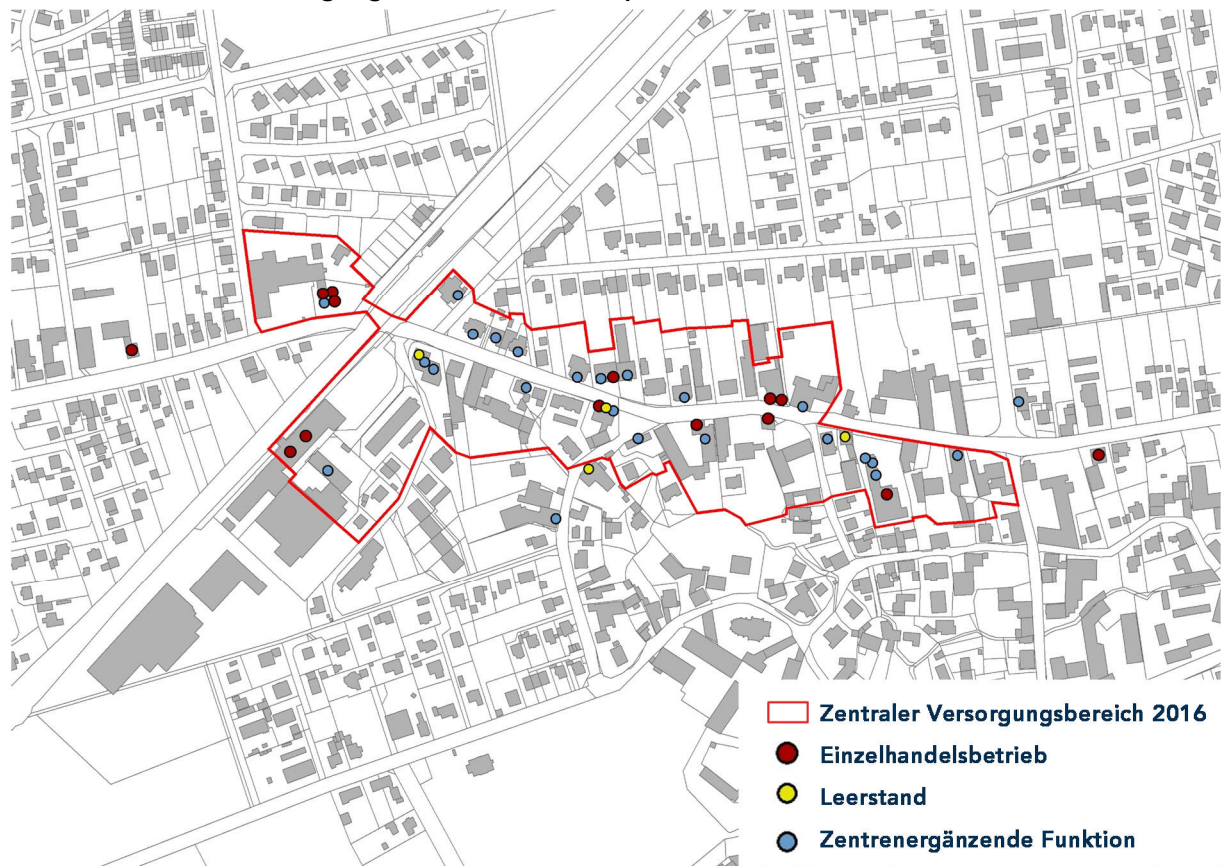 Zentraler Versorgungsbereich 2016
Einzelhandelsbetrieb
Leerstand
Zentrenergänzende Funktion